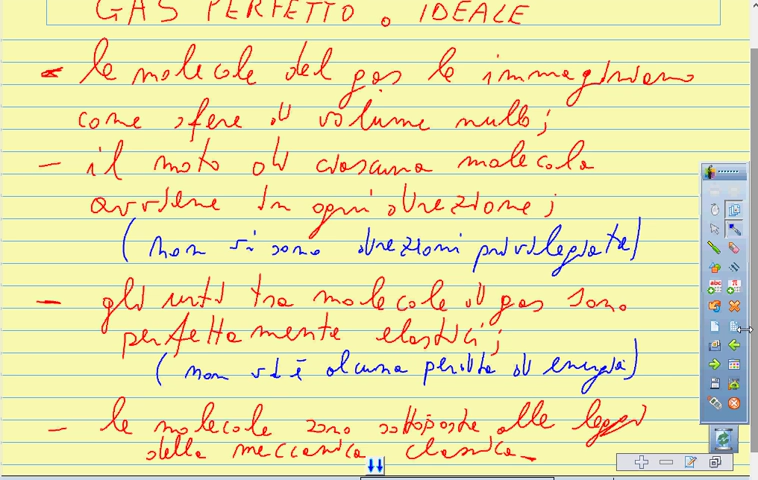 GAS PERFETTO o IDEALE
- le molecole del gas le immaginiamo
come sfere di volume nullo;
- il moto di ciascuna molecola
avviene in ogni direzione;
(non vi sono direzioni privilegiate)
- gli urti tra molecole di gas sono
perfettamente elastici;
(non vi è alcuna perdita di energia)
- le molecole sono sottoposte alle leggi
della meccanica classica.